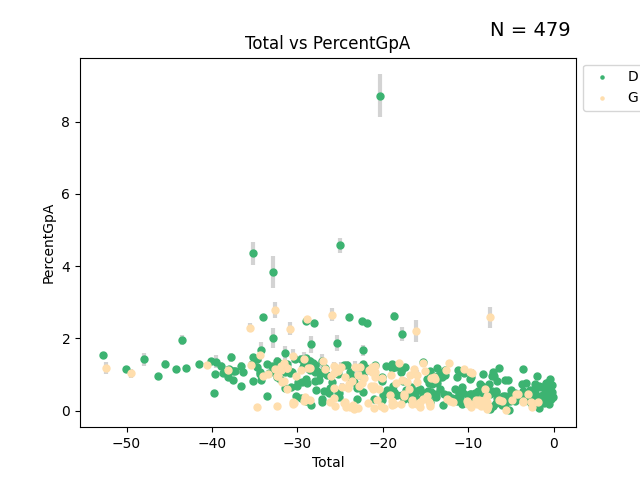 N = 479
Total vs PercentGpA
D
G
8
6
4
2
0
PercentGpA
−50
−40
−30
−20
−10
0
Total